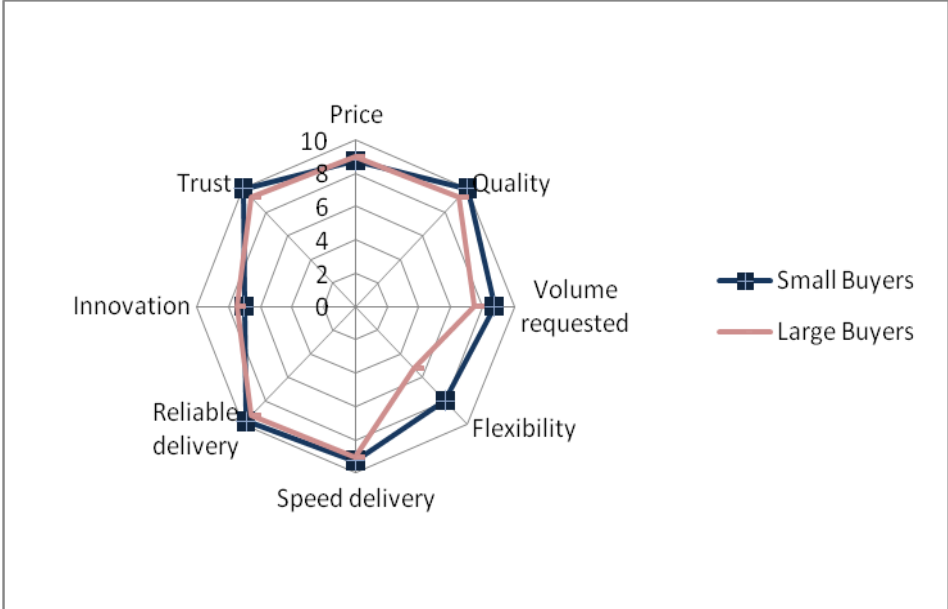 Price
10
8
6
4
2
0
Trust
Quality
Innovation
Volume
requested
Small Buyers
Large Buyers
Reliable
delivery
Flexibility
Speed delivery